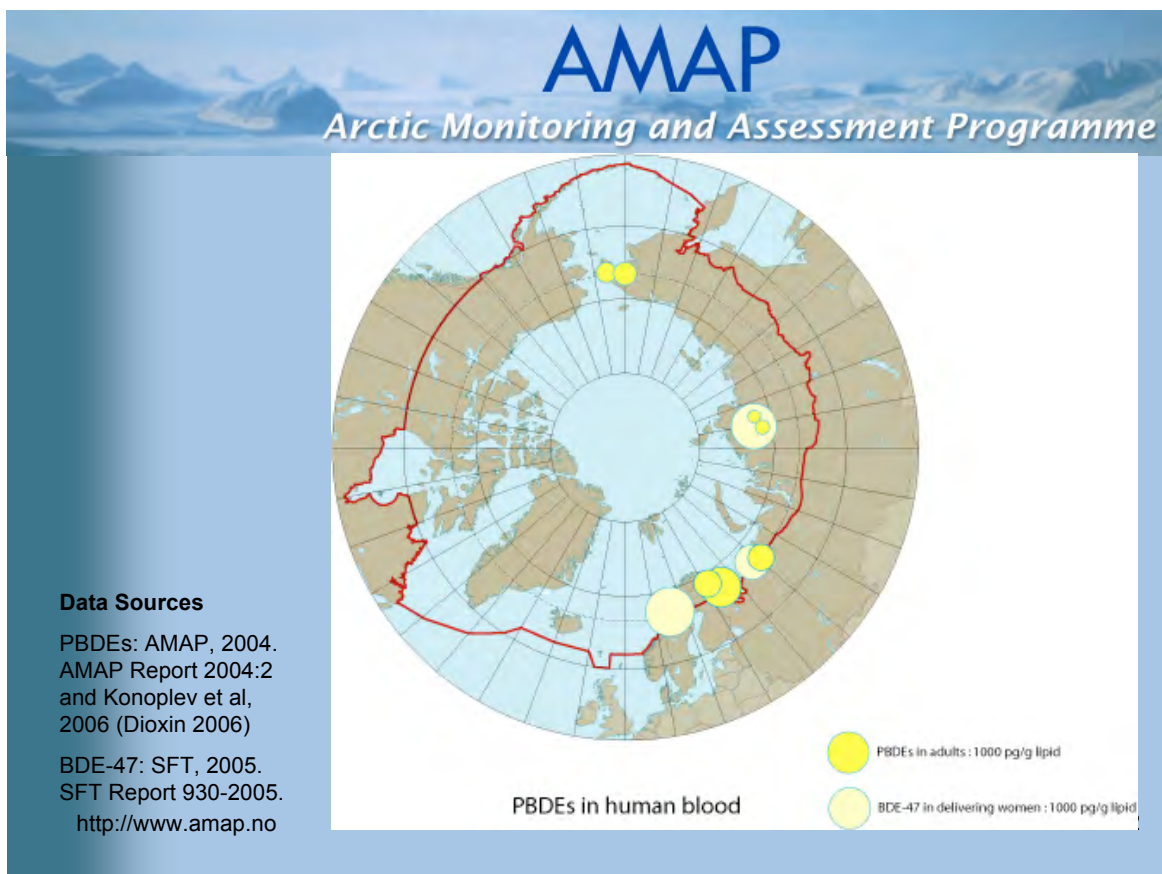 AMAP
Arctic Monitoring and Assessment Programme
Data Sources
PBDEs: AMAP, 2004.
AMAP Report 2004:2
and Konoplev et al,
2006 (Dioxin 2006)
BDE-47: SFT, 2005.
SFT Report 930-2005.
http://www.amap.no
PBDEs in human blood
PBDEs in adults : 1000 pg/g lipid
BDE-47 in delivering women : 1000 pg/g lipid